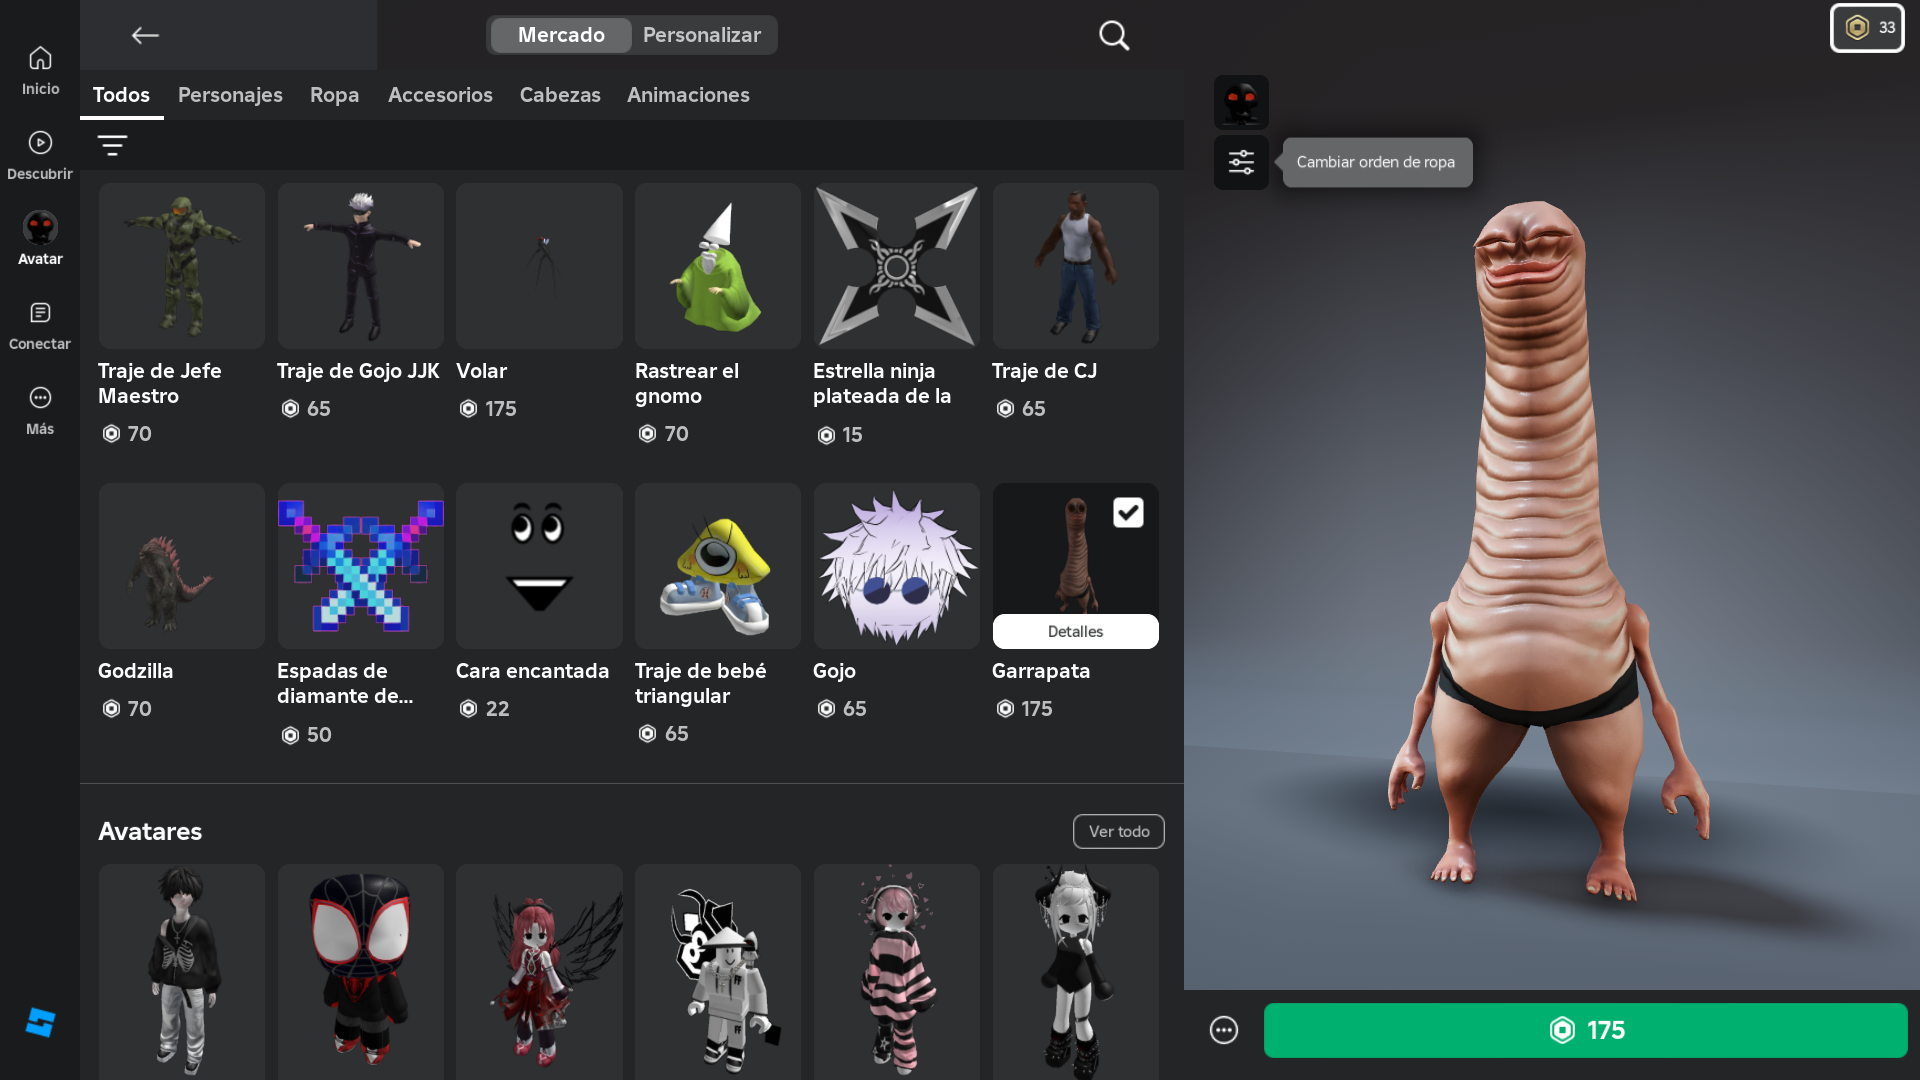 Mercado
Personalizar
33
Inicio
Descubrir
Avatar
Conectar
Más
Todos
Personajes
Ropa
Accesorios
Cabezas
Animaciones
Cambiar orden de ropa
Traje de Jefe
Maestro
70
Traje de Gojo JJK
65
Volar
175
Rastrear el
gnomo
70
Estrella ninja
plateada de la
15
Traje de CJ
65
Godzilla
70
Espadas de
diamante de...
50
Cara encantada
22
Traje de bebé
triangular
65
Gojo
65
Detalles
Garrapata
175
Avatares
Ver todo
175